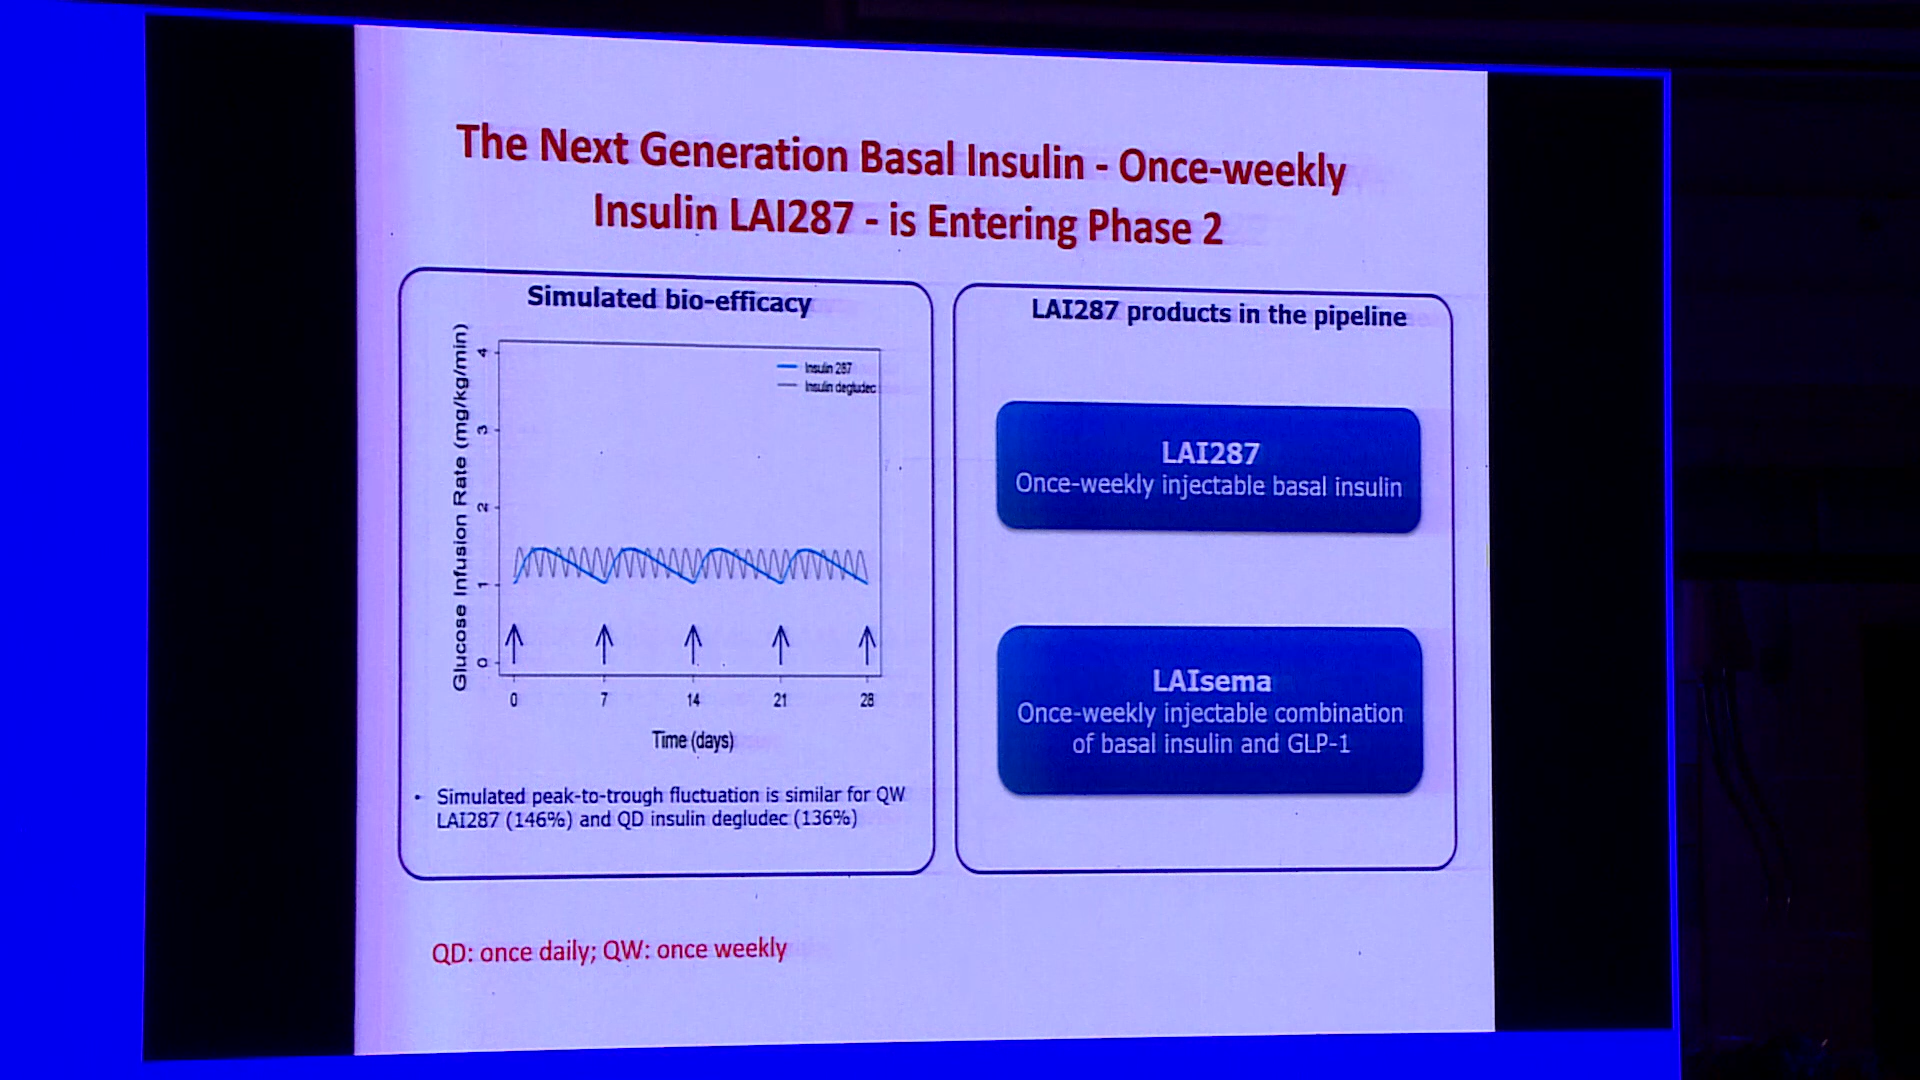 The Next Generation Basal Insulin - Once-weekly
Insulin LAI287 - is Entering Phase 2
Simulated bio-efficacy
Glucose Infusion Rate (mg/kg/min)
4
3
2
1
0
Insulin 287
Insulin degludec
0 7 14 21 28
Time (days)
• Simulated peak-to-trough fluctuation is similar for QW
LAI287 (146%) and QD insulin degludec (136%)
LAI287 products in the pipeline
LAI287
Once-weekly injectable basal insulin
LAIsema
Once-weekly injectable combination
of basal insulin and GLP-1
QD: once daily; QW: once weekly